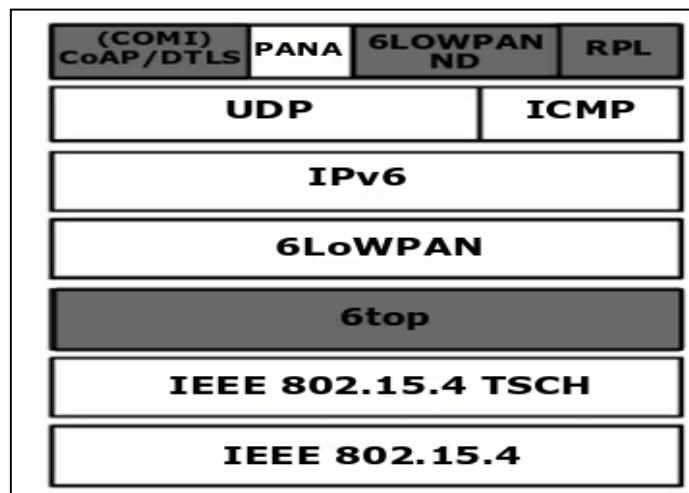 (COMI)
CoAP/DTLS
PANA
6LOWPAN
ND
RPL
UDP
ICMP
IPv6
6LoWPAN
6top
IEEE 802.15.4 TSCH
IEEE 802.15.4